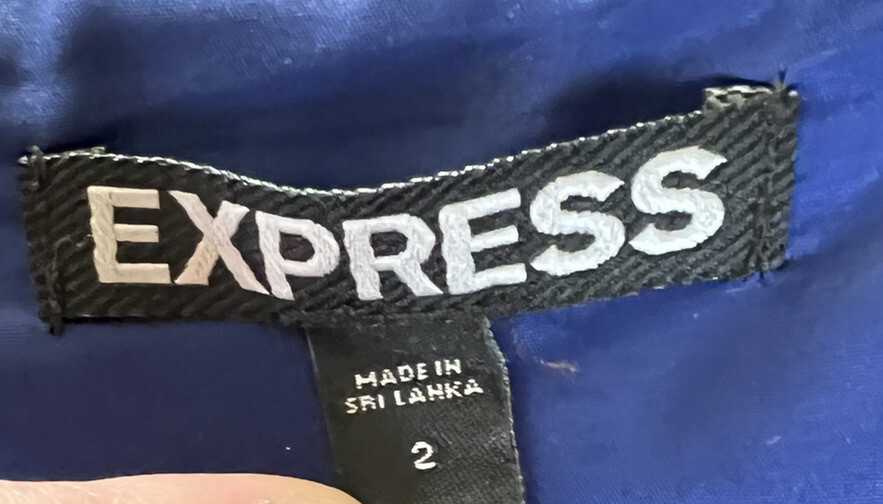 EXPRESS
MADE IN
SRI LANKA
2